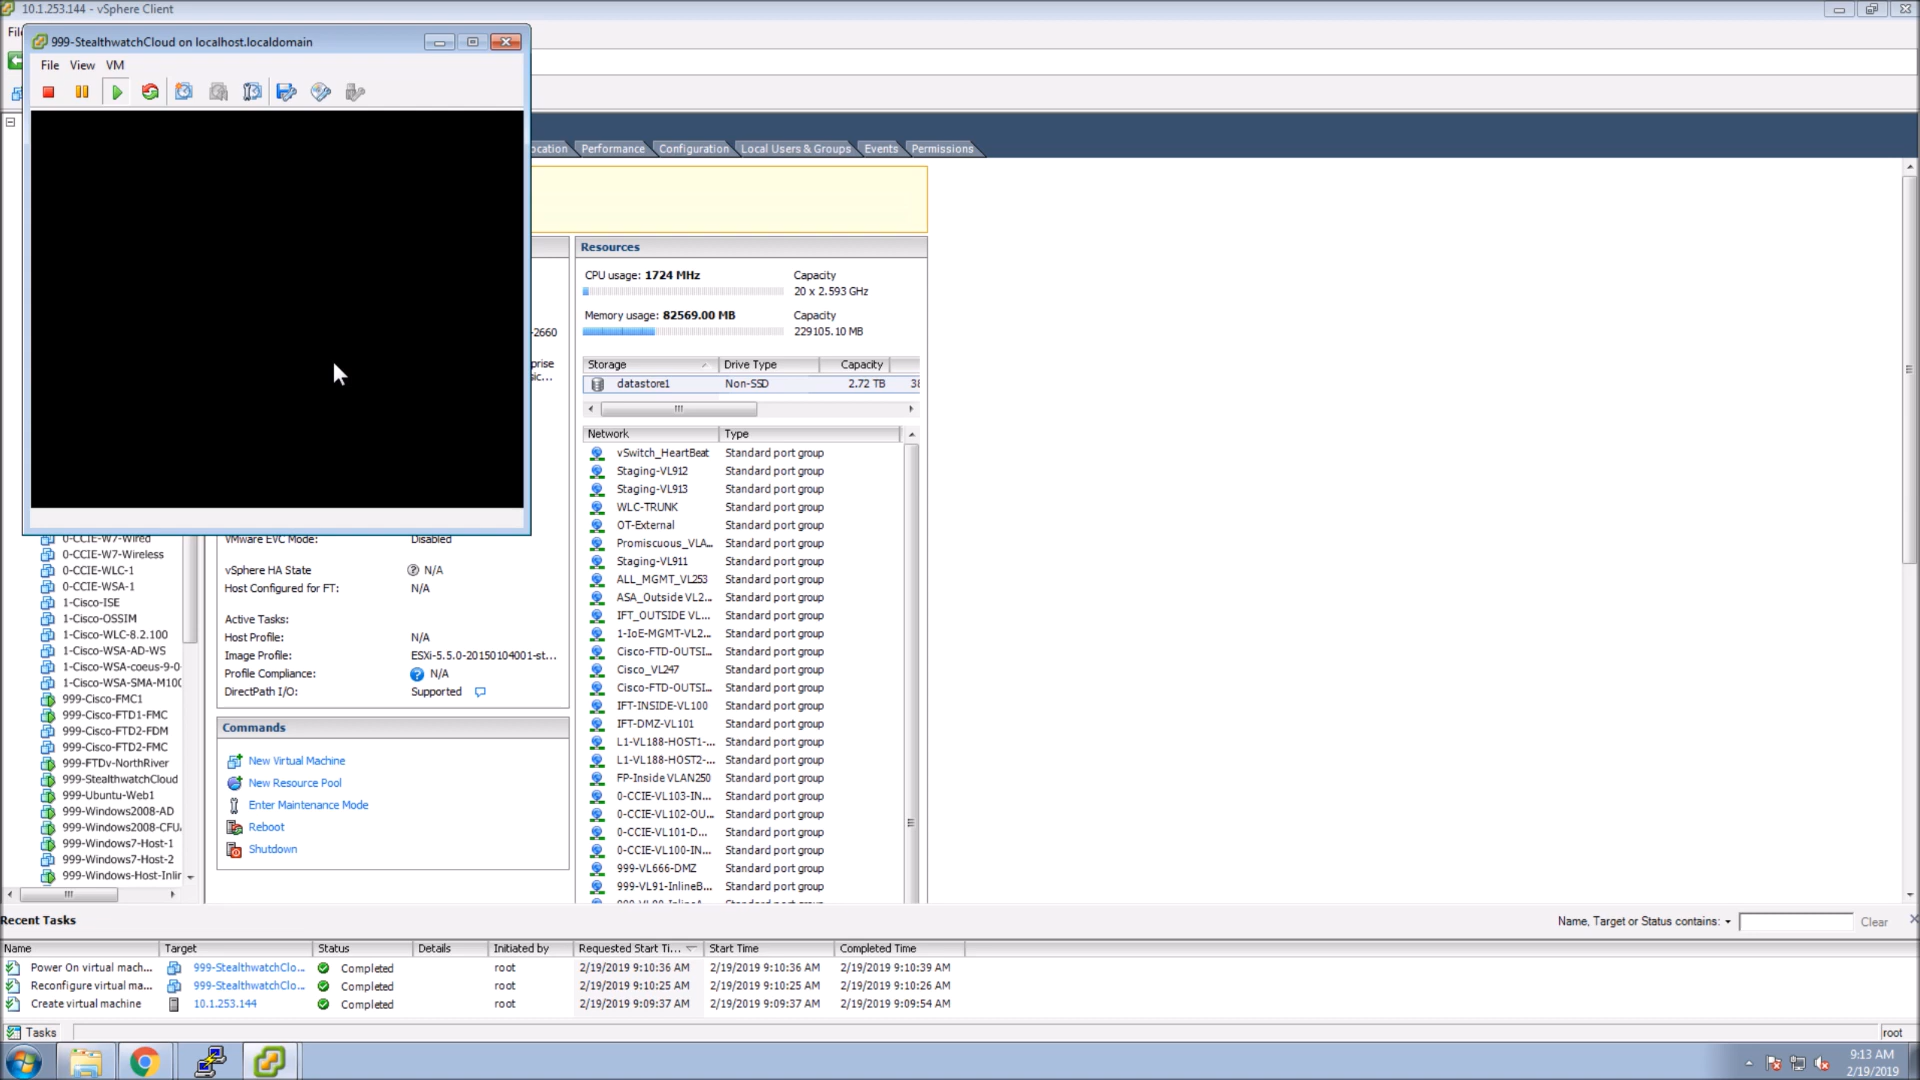 10.1.253.144 - vSphere Client
999-StealthwatchCloud on localhost.localdomain
File View VM
ocation Performance Configuration Local Users & Groups Events Permissions
Resources
CPU usage: 1724 MHz Capacity
20 x 2.593 GHz
Memory usage: 82569.00 MB Capacity
229105.10 MB
-2660
prise
Storage Drive Type Capacity
datastore1 Non-SSD 2.72 TB 38
Network Type
vSwitch_HeartBeat Standard port group
Staging-VL912 Standard port group
Staging-VL913 Standard port group
WLC-TRUNK Standard port group
OT-External Standard port group
Promiscuous_VLA... Standard port group
Staging-VL911 Standard port group
ALL_MGMT_VL253 Standard port group
ASA_Outside VL2... Standard port group
IFT_OUTSIDE VL... Standard port group
1-IoE-MGMT-VL2... Standard port group
Cisco-FTD-OUTSI... Standard port group
Cisco_VL247 Standard port group
Cisco-FTD-OUTSI... Standard port group
IFT-INSIDE-VL100 Standard port group
IFT-DMZ-VL101 Standard port group
L1-VL188-HOST1-... Standard port group
L1-VL188-HOST2-... Standard port group
FP-Inside VLAN250 Standard port group
0-CCIE-VL103-IN... Standard port group
0-CCIE-VL102-OU... Standard port group
0-CCIE-VL101-D... Standard port group
0-CCIE-VL100-IN... Standard port group
999-VL666-DMZ Standard port group
999-VL91-InlineB... Standard port group
0-CCIE-W7-Wired
0-CCIE-W7-Wireless
0-CCIE-WLC-1
0-CCIE-WSA-1
1-Cisco-ISE
1-Cisco-OSSIM
1-Cisco-WLC-8.2.100
1-Cisco-WSA-AD-WS
1-Cisco-WSA-coeus-9-0-
1-Cisco-WSA-SMA-M100
999-Cisco-FMC1
999-Cisco-FTD1-FMC
999-Cisco-FTD2-FDM
999-Cisco-FTD2-FMC
999-FTDv-NorthRiver
999-StealthwatchCloud
999-Ubuntu-Web1
999-Windows2008-AD
999-Windows2008-CFU
999-Windows7-Host-1
999-Windows7-Host-2
999-Windows-Host-Inlir
VMware EVC Mode: Disabled
vSphere HA State N/A
Host Configured for FT: N/A
Active Tasks:
Host Profile: N/A
Image Profile: ESXi-5.5.0-20150104001-st...
Profile Compliance: N/A
DirectPath I/O: Supported
Commands
New Virtual Machine
New Resource Pool
Enter Maintenance Mode
Reboot
Shutdown
Recent Tasks Name, Target or Status contains: Clear
Name Target Status Details Initiated by Requested Start Ti... Start Time Completed Time
Power On virtual mach... 999-StealthwatchClo... Completed root 2/19/2019 9:10:36 AM 2/19/2019 9:10:36 AM 2/19/2019 9:10:39 AM
Reconfigure virtual ma... 999-StealthwatchClo... Completed root 2/19/2019 9:10:25 AM 2/19/2019 9:10:25 AM 2/19/2019 9:10:26 AM
Create virtual machine 10.1.253.144 Completed root 2/19/2019 9:09:37 AM 2/19/2019 9:09:37 AM 2/19/2019 9:09:54 AM
Tasks root
9:13 AM
2/19/2019